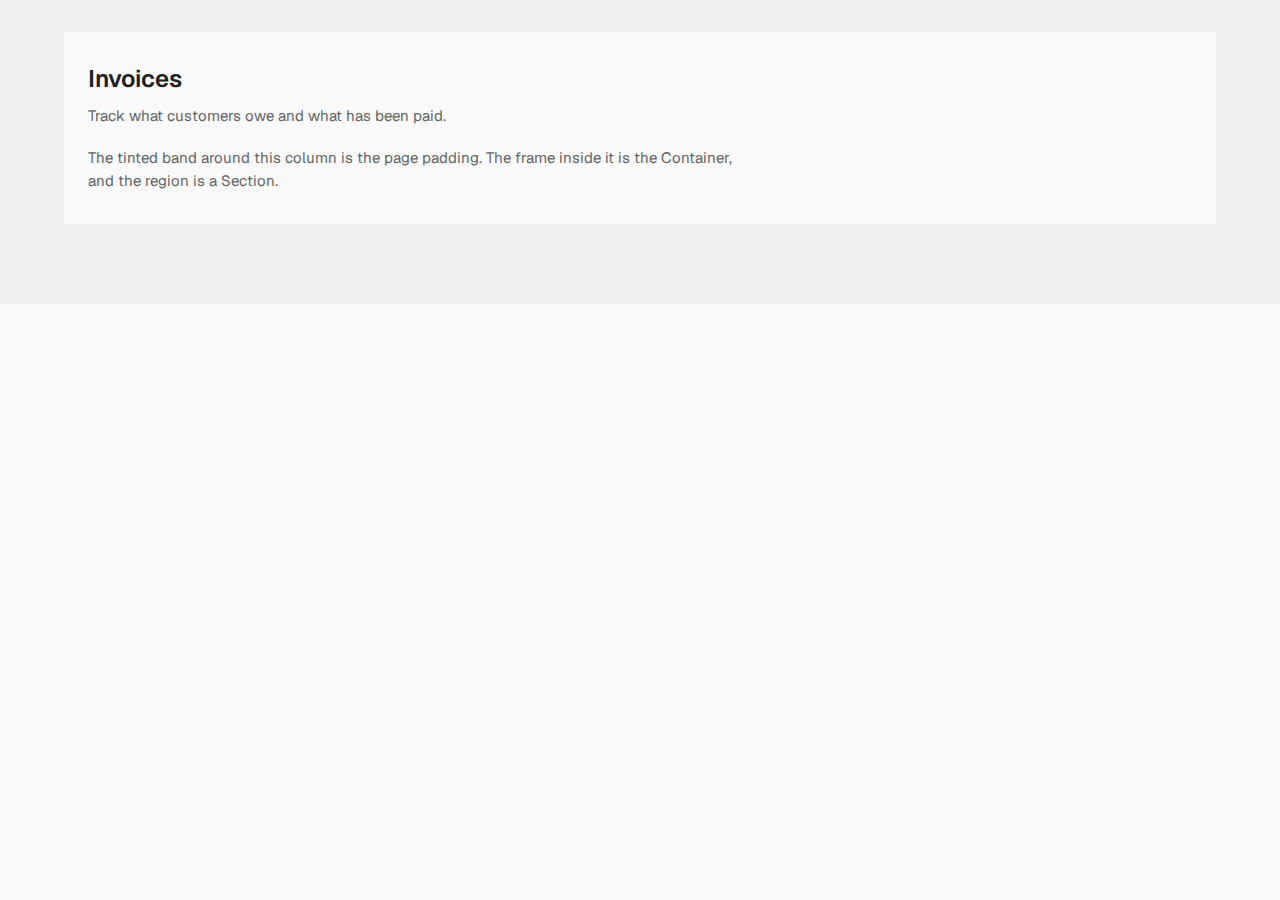 Invoices
Track what customers owe and what has been paid.
The tinted band around this column is the page padding. The frame inside it is the Container,
and the region is a Section.